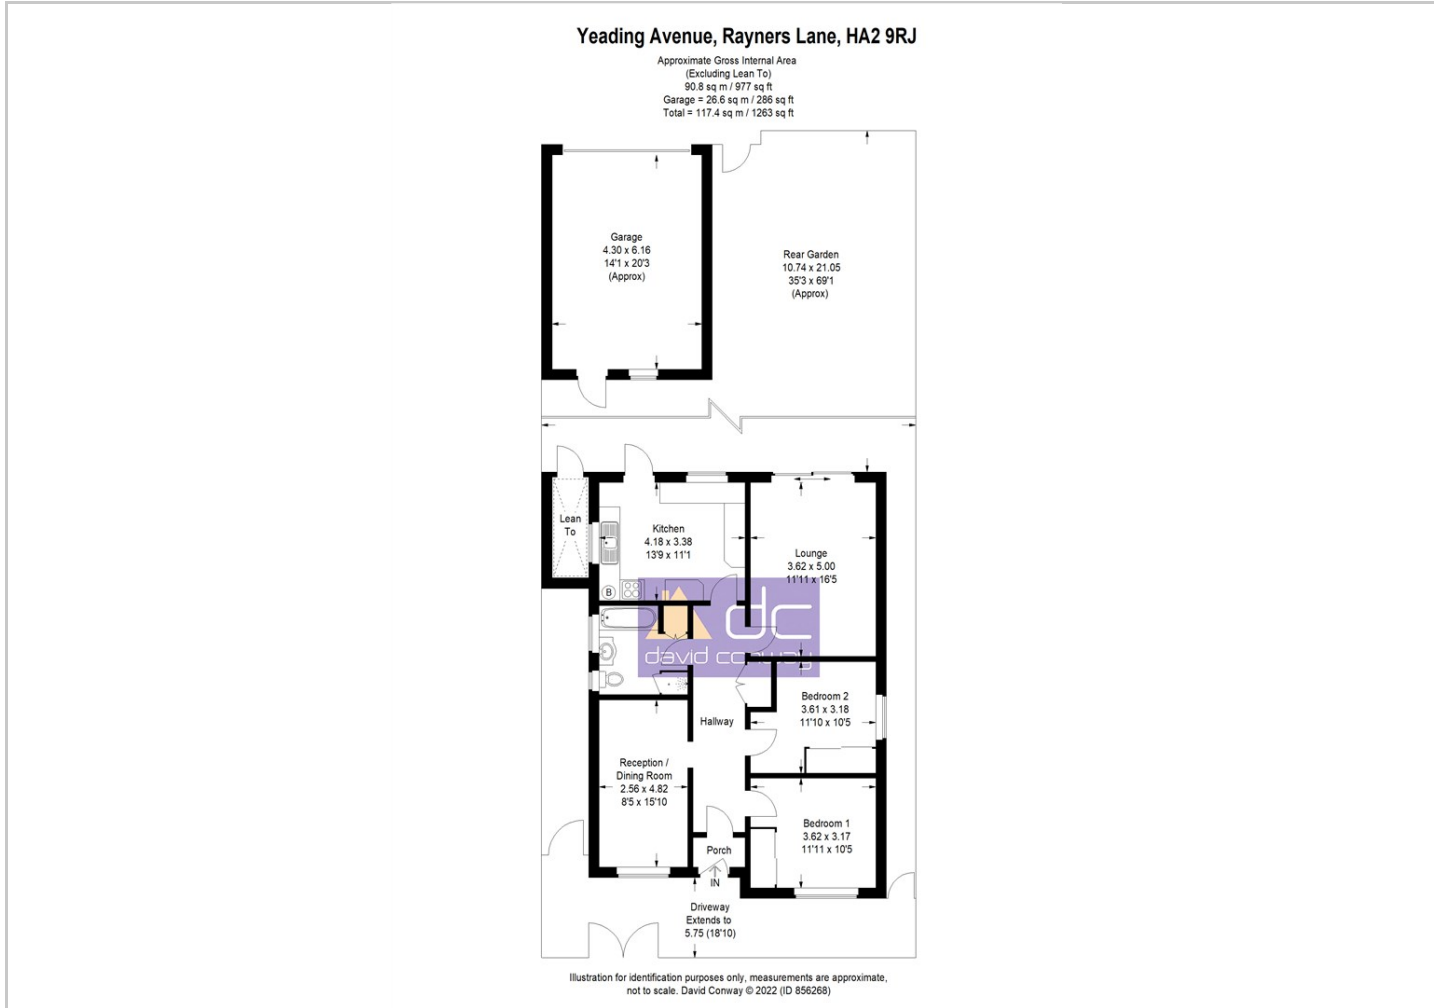 Yeading Avenue, Rayners Lane, HA2 9RJ
Approximate Gross Internal Area
(Excluding Lean To)
90.8 sq m / 977 sq ft
Garage = 26.6 sq m / 286 sq ft
Total = 117.4 sq m / 1263 sq ft
Garage
4.30 x 6.16
14'1 x 20'3
(Approx)
Rear Garden
10.74 x 21.05
35'3 x 69'1
(Approx)
Lean
To
Kitchen
4.18 x 3.38
13'9 x 11'1
Lounge
3.62 x 5.00
11'11 x 16'5
B
dc
david conway
Hallway
Bedroom 2
3.61 x 3.18
11'10 x 10'5
Reception /
Dining Room
2.56 x 4.82
8'5 x 15'10
Bedroom 1
3.62 x 3.17
11'11 x 10'5
Porch
IN
Driveway
Extends to
5.75 (18'10)
Illustration for identification purposes only, measurements are approximate,
not to scale. David Conway © 2022 (ID 856268)